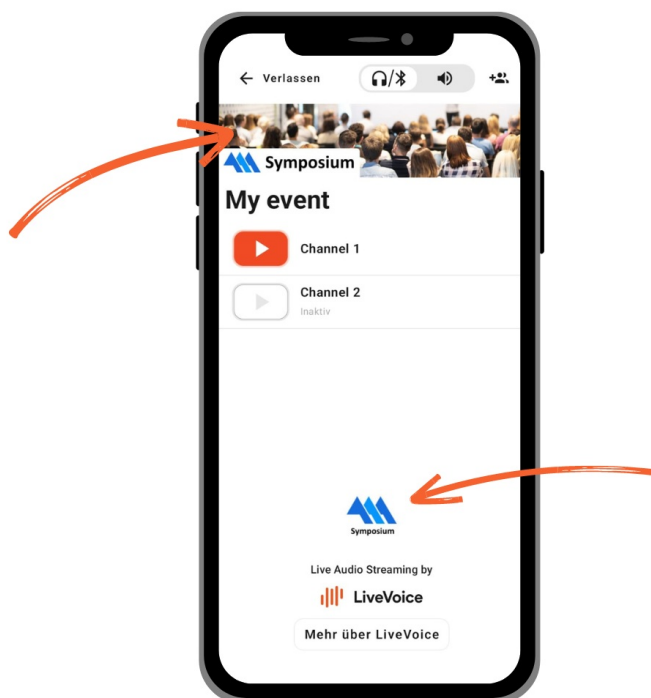 Verlassen
Symposium
My event
Channel 1
Channel 2
Inaktiv
Symposium
Live Audio Streaming by
LiveVoice
Mehr über LiveVoice